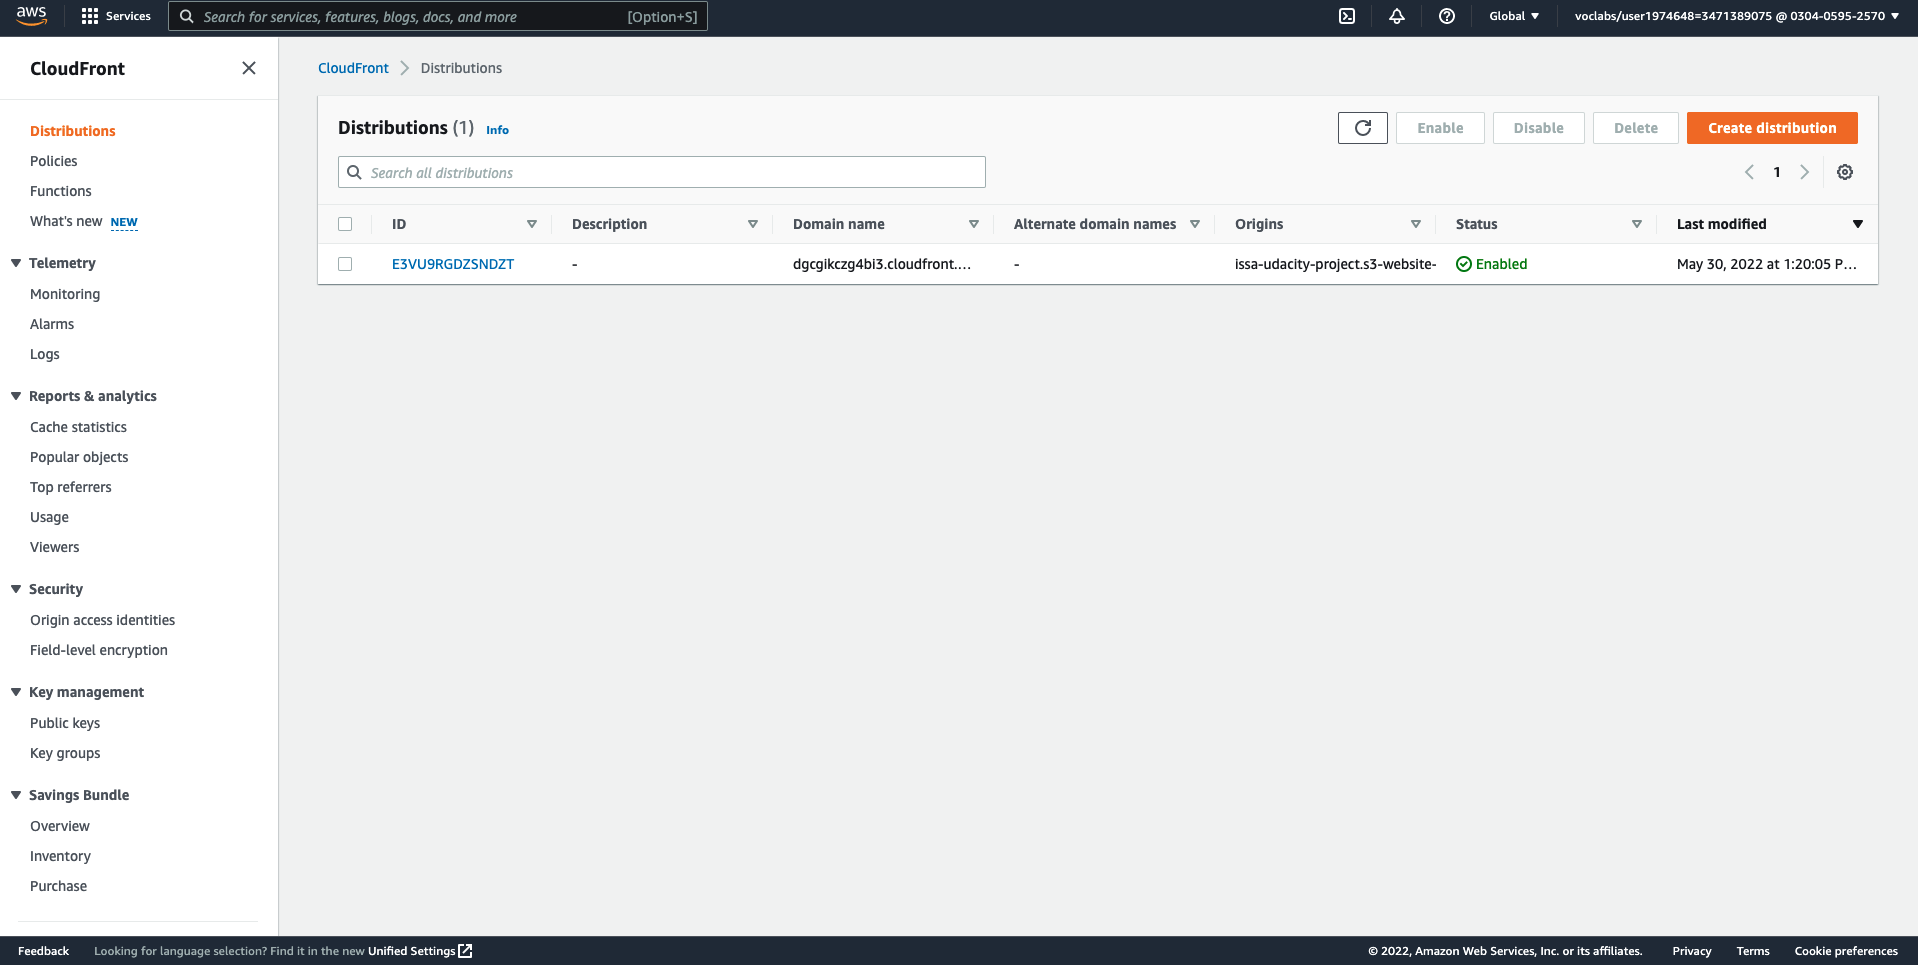 aws
Services
Search for services, features, blogs, docs, and more [Option+S]
Global
voclabs/user1974648=3471389075 @ 0304-0595-2570
CloudFront
Distributions
Policies
Functions
What's new NEW
Telemetry
Monitoring
Alarms
Logs
Reports & analytics
Cache statistics
Popular objects
Top referrers
Usage
Viewers
Security
Origin access identities
Field-level encryption
Key management
Public keys
Key groups
Savings Bundle
Overview
Inventory
Purchase
CloudFront Distributions
Distributions (1) Info
Enable
Disable
Delete
Create distribution
Search all distributions
1
ID Description Domain name Alternate domain names Origins Status Last modified
E3VU9RGDZSNDZT - dgcgikczg4bi3.cloudfront.... - issa-udacity-project.s3-website- Enabled May 30, 2022 at 1:20:05 P...
Feedback Looking for language selection? Find it in the new Unified Settings
© 2022, Amazon Web Services, Inc. or its affiliates. Privacy Terms Cookie preferences